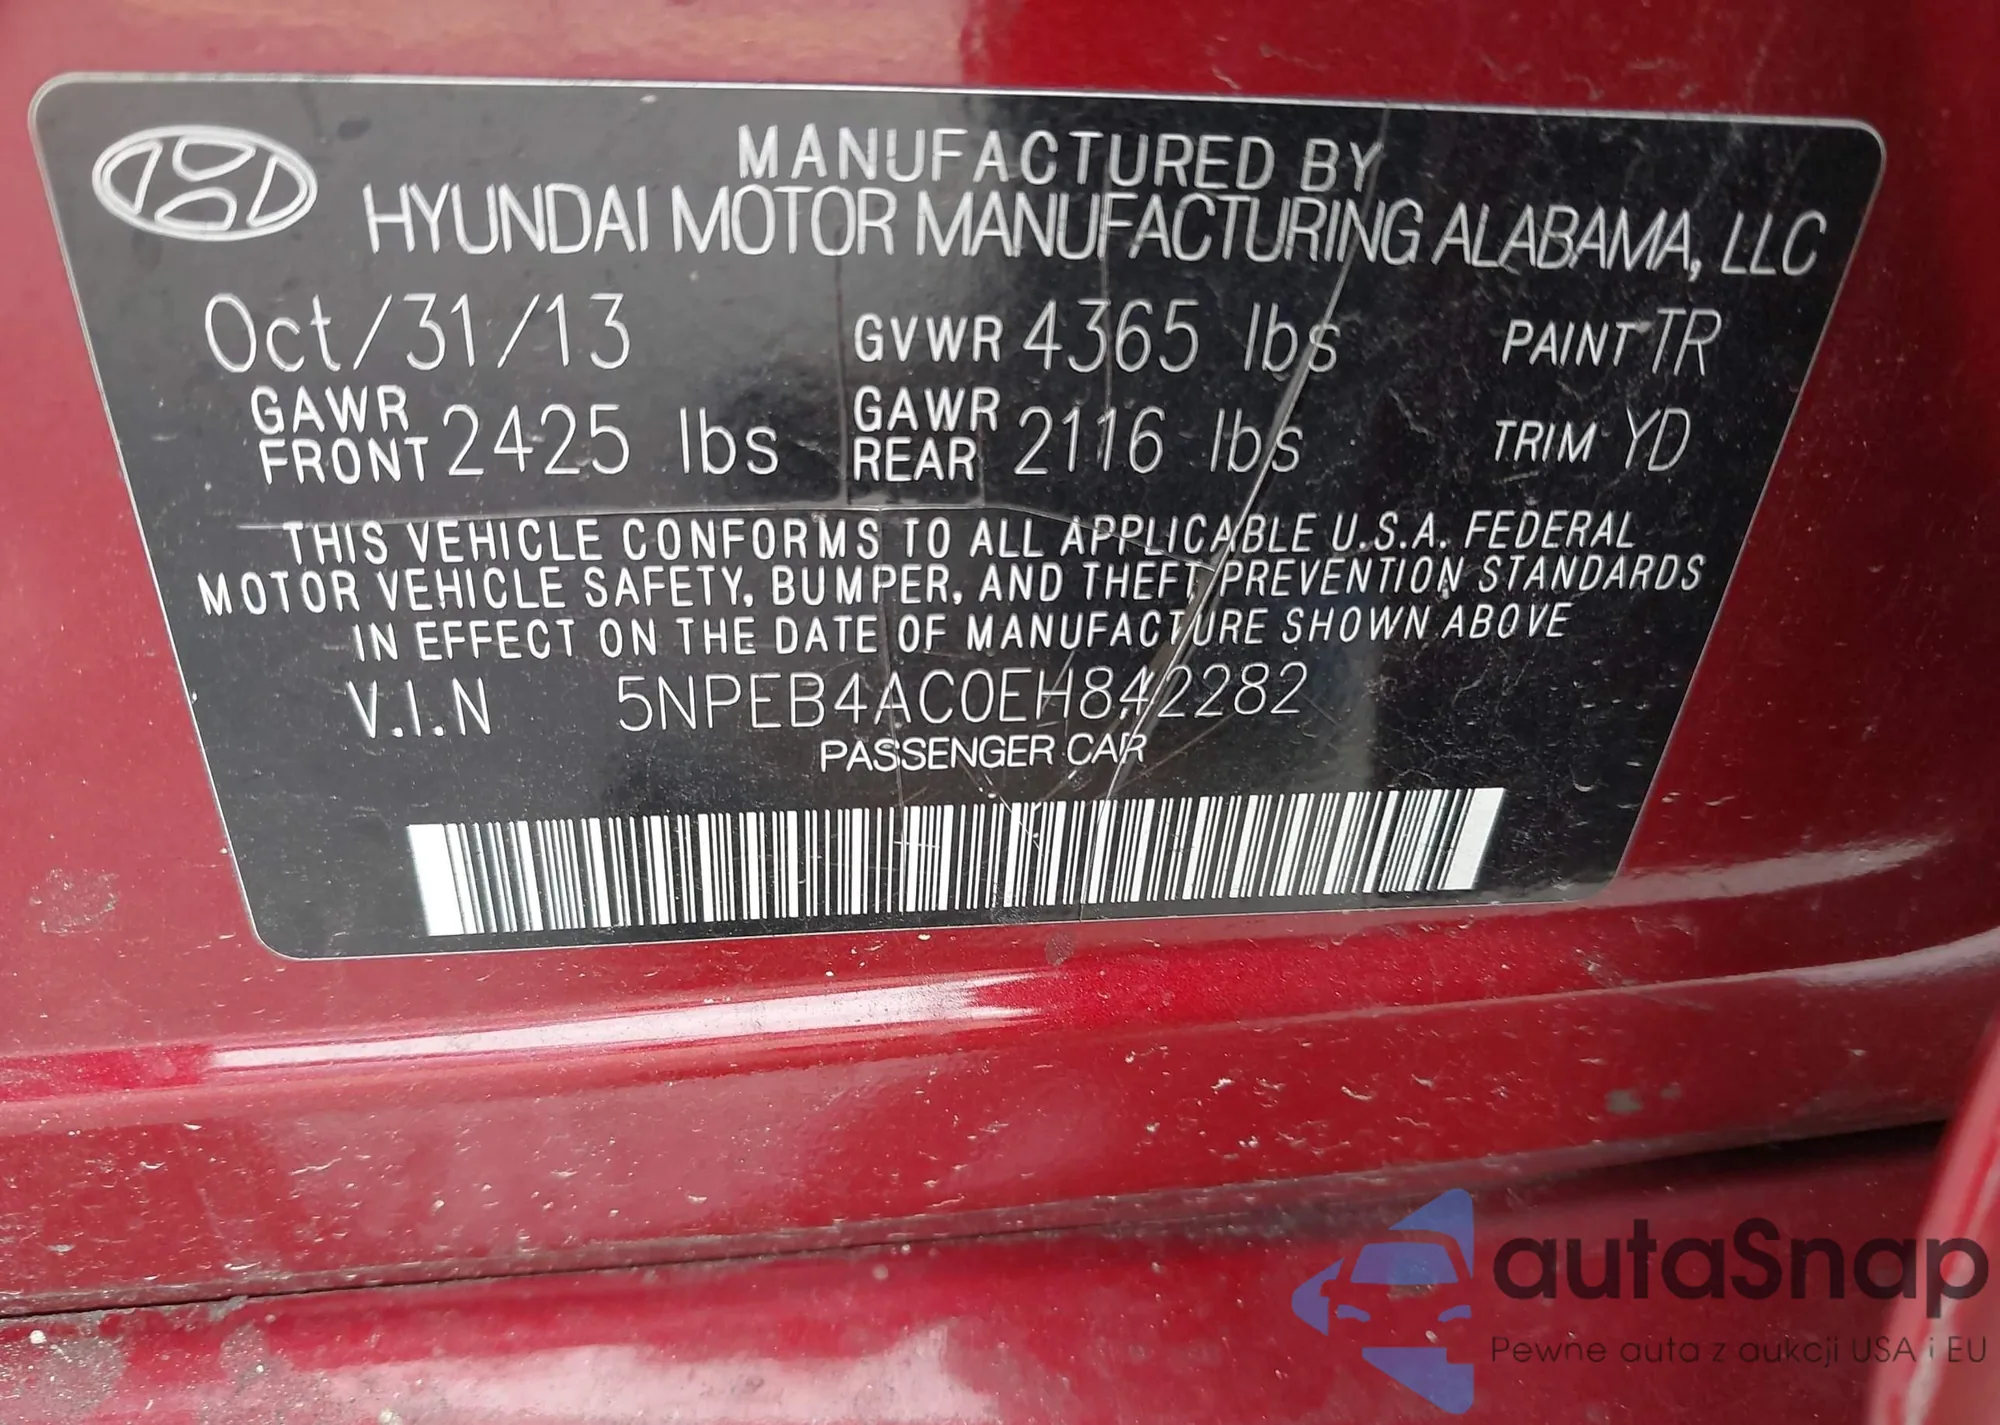 MANUFACTURED BY
HYUNDAI MOTOR MANUFACTURING ALABAMA, LLC
Oct/31/13 GVWR 4365 lbs PAINT TR
GAWR FRONT 2425 lbs GAWR REAR 2116 lbs TRIM YD
THIS VEHICLE CONFORMS TO ALL APPLICABLE U.S.A. FEDERAL
MOTOR VEHICLE SAFETY, BUMPER, AND THEFT PREVENTION STANDARDS
IN EFFECT ON THE DATE OF MANUFACTURE SHOWN ABOVE
V.I.N 5NPEB4AC0EH842282
PASSENGER CAR
autaSnap
Pewne auta z aukcji USA i EU